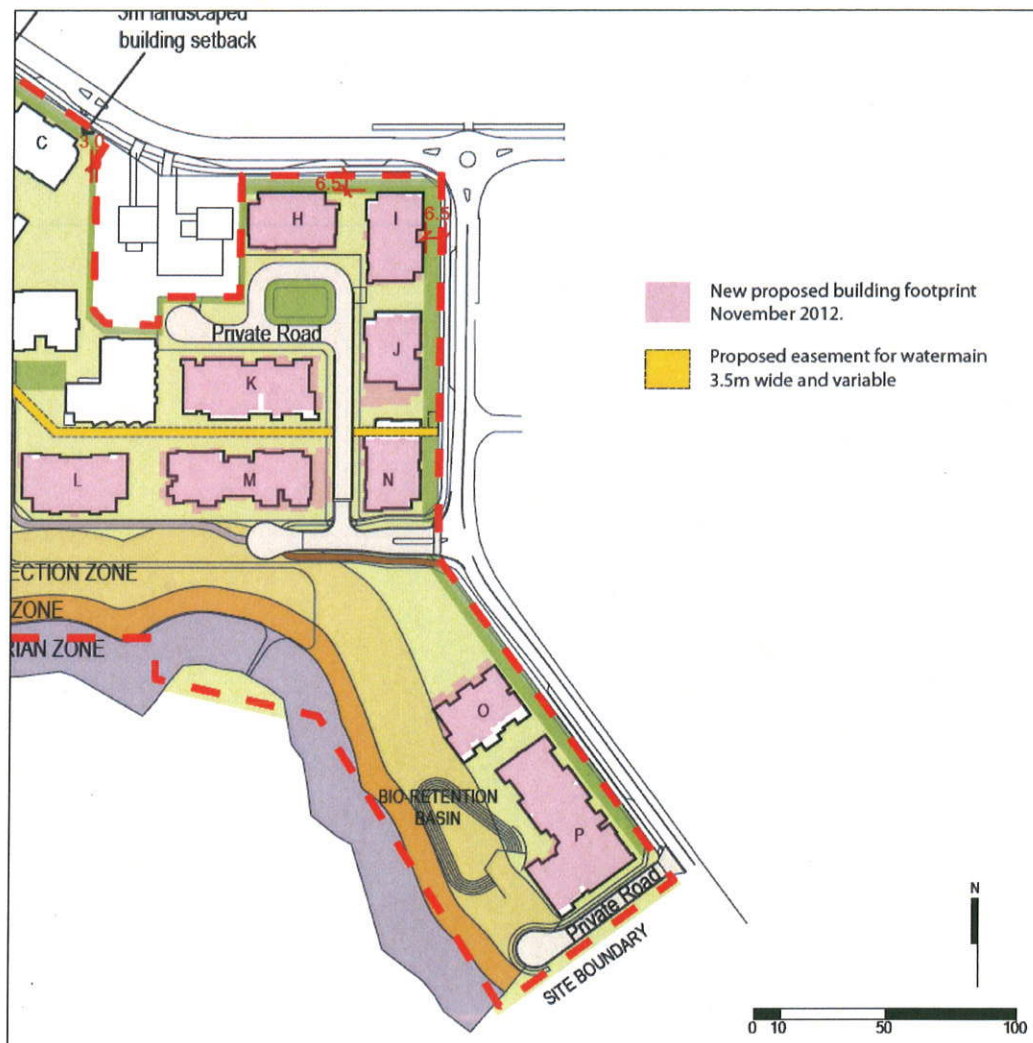 landscaped
building setback
C
3.0
6.5
6.5
H
I
New proposed building footprint
November 2012.
Private Road
J
Proposed easement for watermain
3.5m wide and variable
K
L
M
N
ECTION ZONE
ZONE
RIAN ZONE
O
BIO-RETENTION
BASIN
P
Private Road
SITE BOUNDARY
N
0 10 50 100